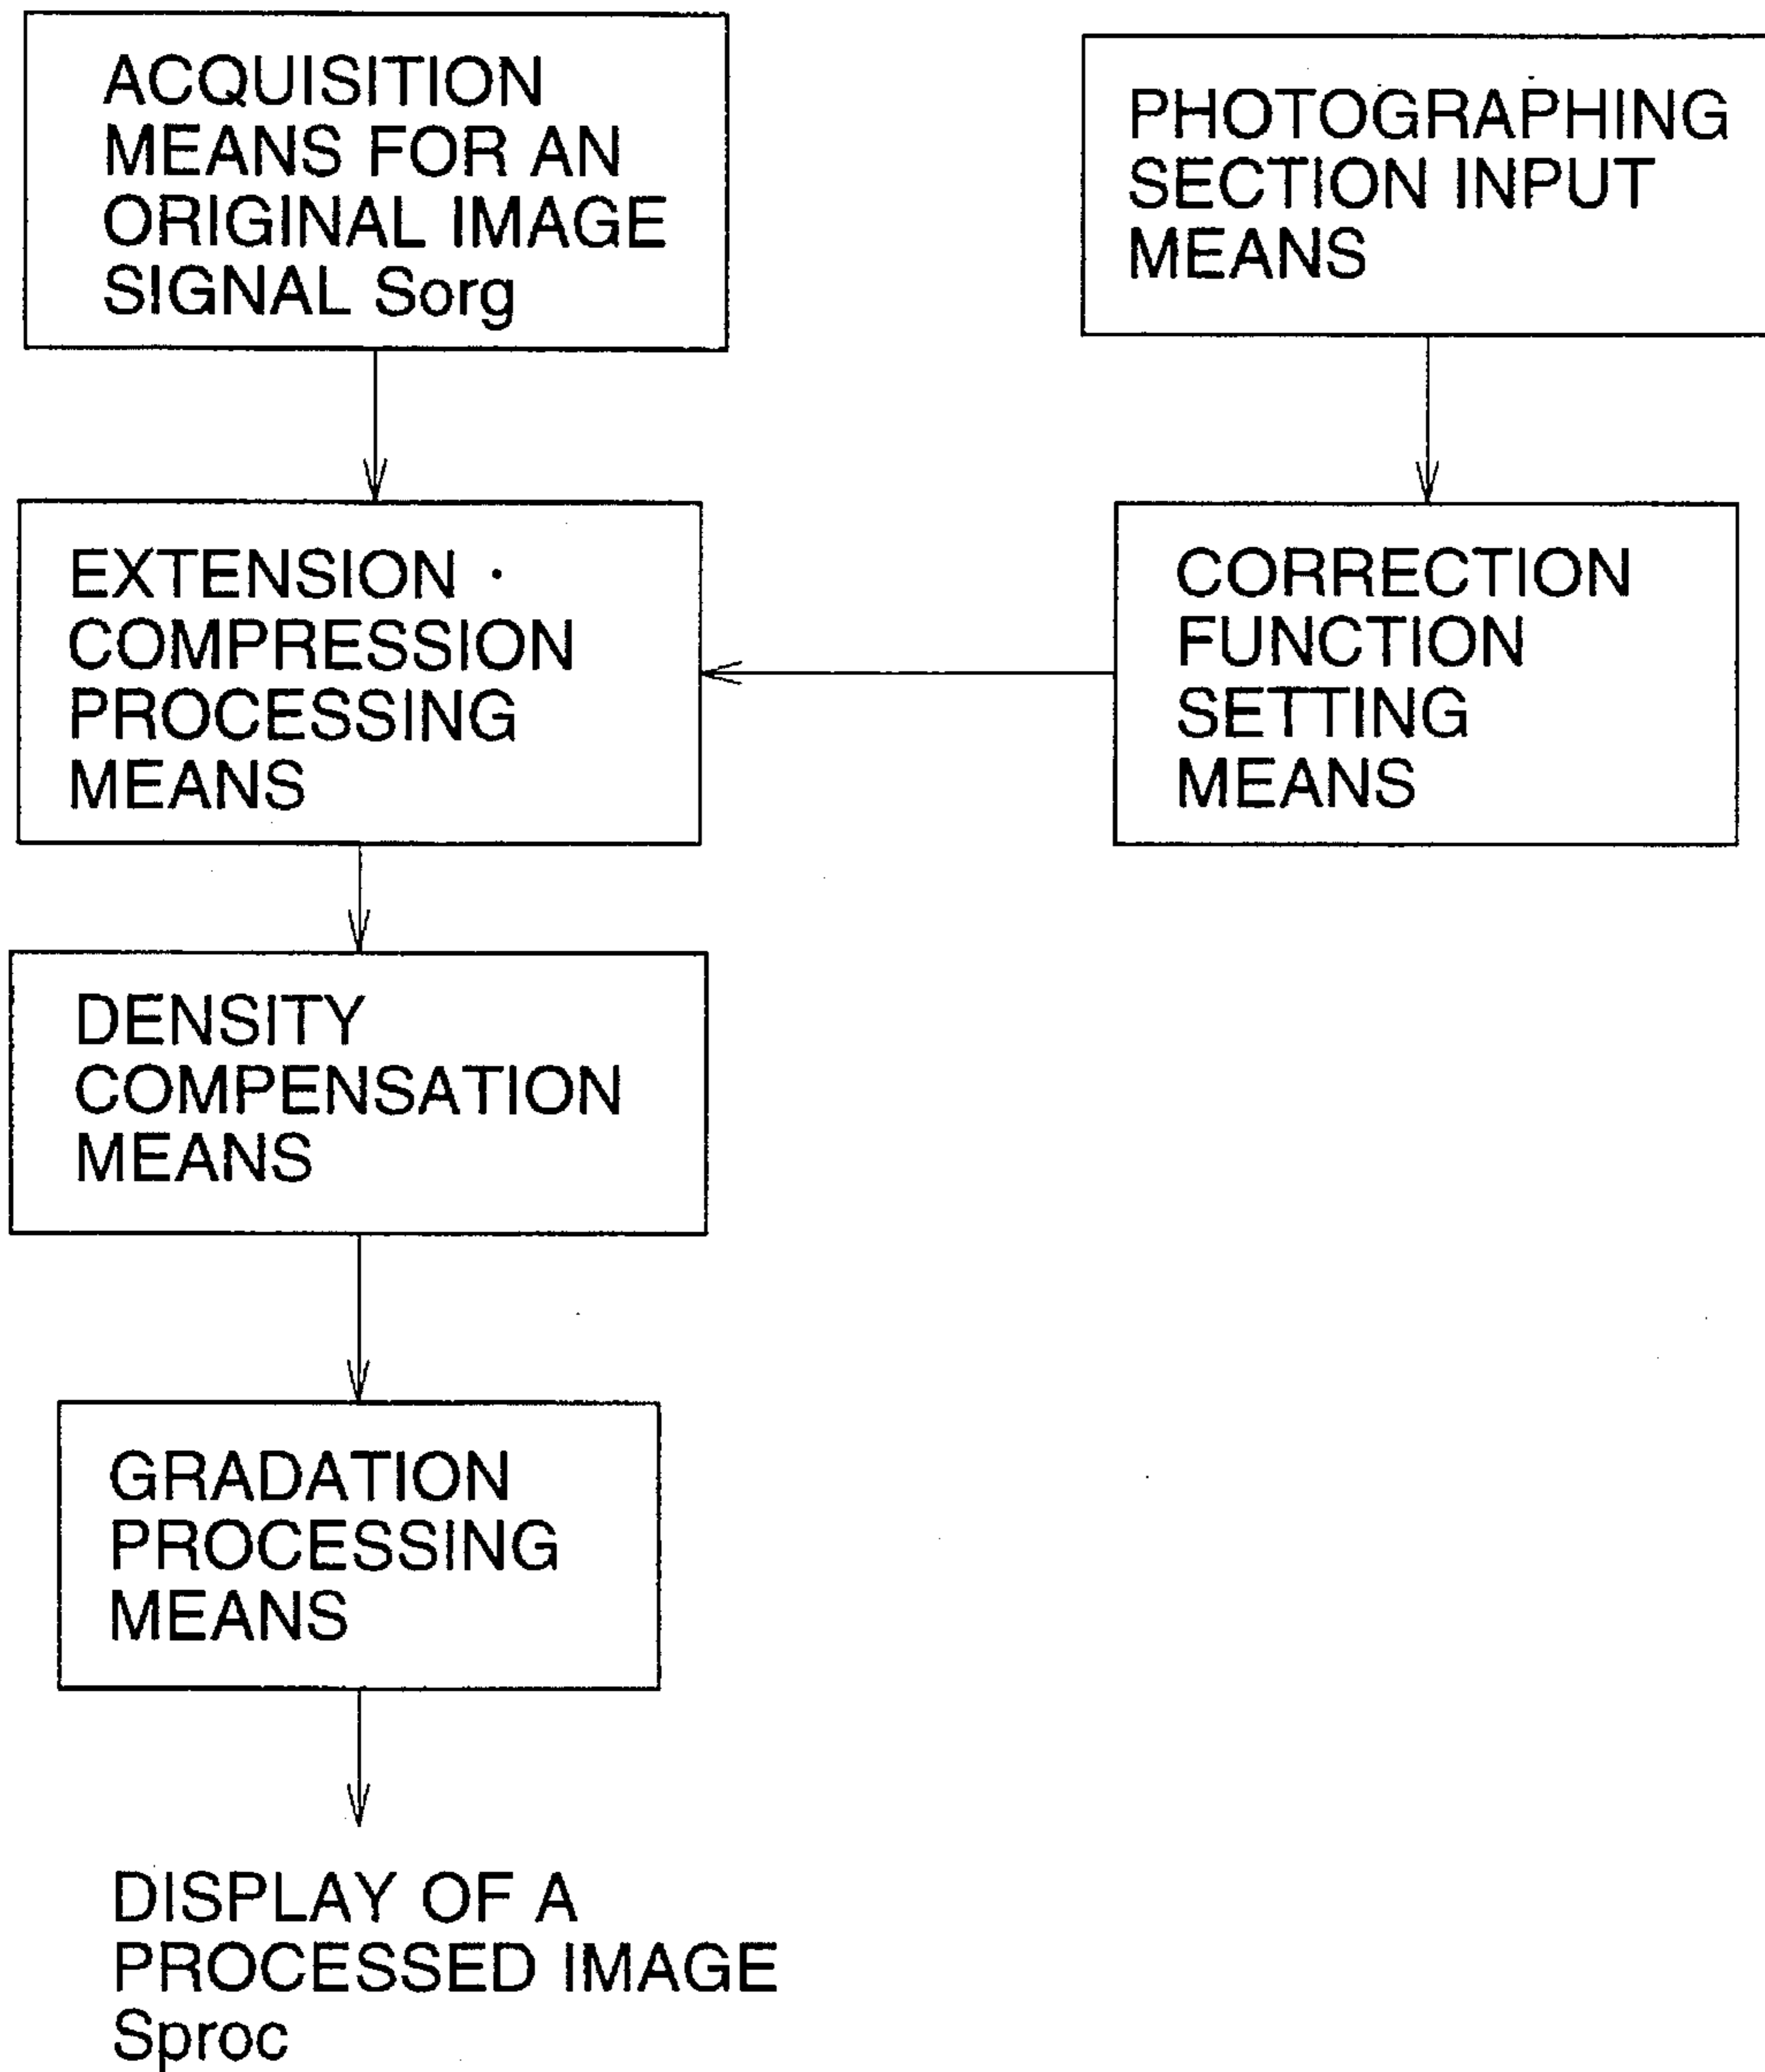 ACQUISITION
MEANS FOR AN
ORIGINAL IMAGE
SIGNAL Sorg
PHOTOGRAPHING
SECTION INPUT
MEANS
EXTENSION ·
COMPRESSION
PROCESSING
MEANS
CORRECTION
FUNCTION
SETTING
MEANS
DENSITY
COMPENSATION
MEANS
GRADATION
PROCESSING
MEANS
DISPLAY OF A
PROCESSED IMAGE
Sproc